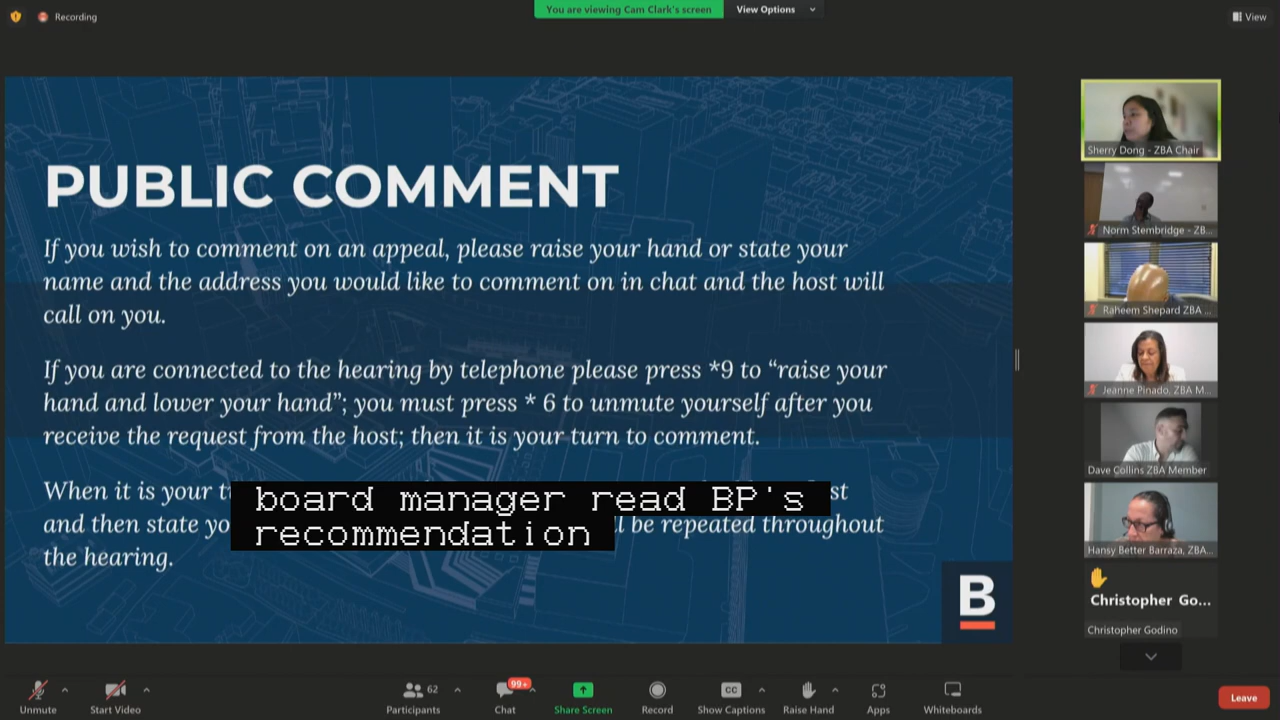 Recording
You are viewing Cam Clark's screen
View Options
View
PUBLIC COMMENT
If you wish to comment on an appeal, please raise your hand or state your
name and the address you would like to comment on in chat and the host will
call on you.
If you are connected to the hearing by telephone please press *9 to “raise your
hand and lower your hand”; you must press * 6 to unmute yourself after you
receive the request from the host; then it is your turn to comment.
When it is your
and then state
be repeated throughout
the hearing.
board manager read BP's
recommendation
B
Sherry Dong - ZBA Chair
Norm Stembridge - ZB...
Raheem Shepard ZBA ...
Jeanne Pinado, ZBA M...
Dave Collins ZBA Member
Hansy Better Barraza, ZBA...
Christopher Go...
Christopher Godino
Unmute
Start Video
62
Participants
99+
Chat
Share Screen
Record
CC
Show Captions
Raise Hand
Apps
Whiteboards
Leave